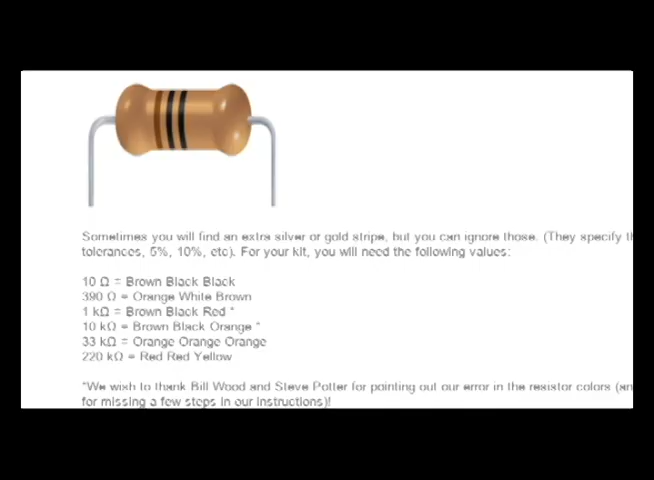 Sometimes you will find an extra silver or gold stripe, but you can ignore those. (They specify th
tolerances, 5%, 10%, etc). For your kit, you will need the following values:
10 Ω = Brown Black Black
390 Ω = Orange White Brown
1 kΩ = Brown Black Red *
10 kΩ = Brown Black Orange *
33 kΩ = Orange Orange Orange
220 kΩ = Red Red Yellow
*We wish to thank Bill Wood and Steve Potter for pointing out our error in the resistor colors (an
for missing a few steps in our instructions)!